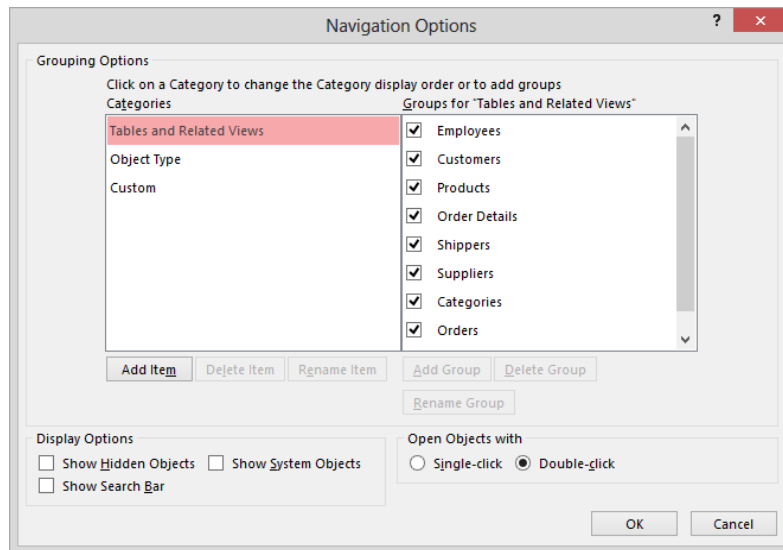 Navigation Options
?
Grouping Options
Click on a Category to change the Category display order or to add groups
Categories
Groups for "Tables and Related Views"
Tables and Related Views
Object Type
Custom
Employees
Customers
Products
Order Details
Shippers
Suppliers
Categories
Orders
Add Item Delete Item Rename Item
Add Group Delete Group
Rename Group
Display Options
Show Hidden Objects Show System Objects
Show Search Bar
Open Objects with
Single-click Double-click
OK Cancel